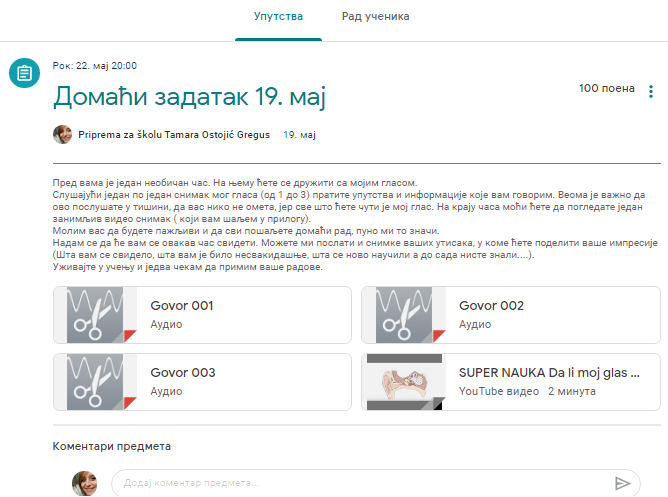 Упутства
Рад ученика
Рок: 22. мај 20:00
Домаћи задатак 19. мај
100 поена
Priprema za školu Tamara Ostojić Gregus 19. мај
Пред вама је један необичан час. На њему ћете се дружити са мојим гласом.
Слушајући један по један снимак мог гласа (од 1 до 3) пратите упутства и информације које вам говорим. Веома је важно да
ово послушате у тишини, да вас нико не омета, јер све што ћете чути је мој глас. На крају часа моћи ћете да погледате један
занимљив видео снимак ( који вам шаљем у прилогу).
Молим вас да будете пажљиви и да сви пошаљете домаћи рад, пуно ми то значи.
Надам се да ће вам се овакав час свидети. Можете ми послати и снимке ваших утисака, у коме ћете поделити ваше импресије
(Шта вам се свидело, шта вам је било несвакидашње, шта се ново научили а до сада нисте знали....).
Уживајте у учењу и једва чекам да примим ваше радове.
Govor 001
Аудио
Govor 002
Аудио
Govor 003
Аудио
SUPER NAUKA Da li moj glas ...
YouTube видео 2 минута
Коментари предмета
Додај коментар предмета...